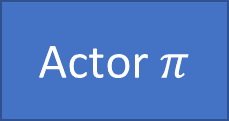 Actor π